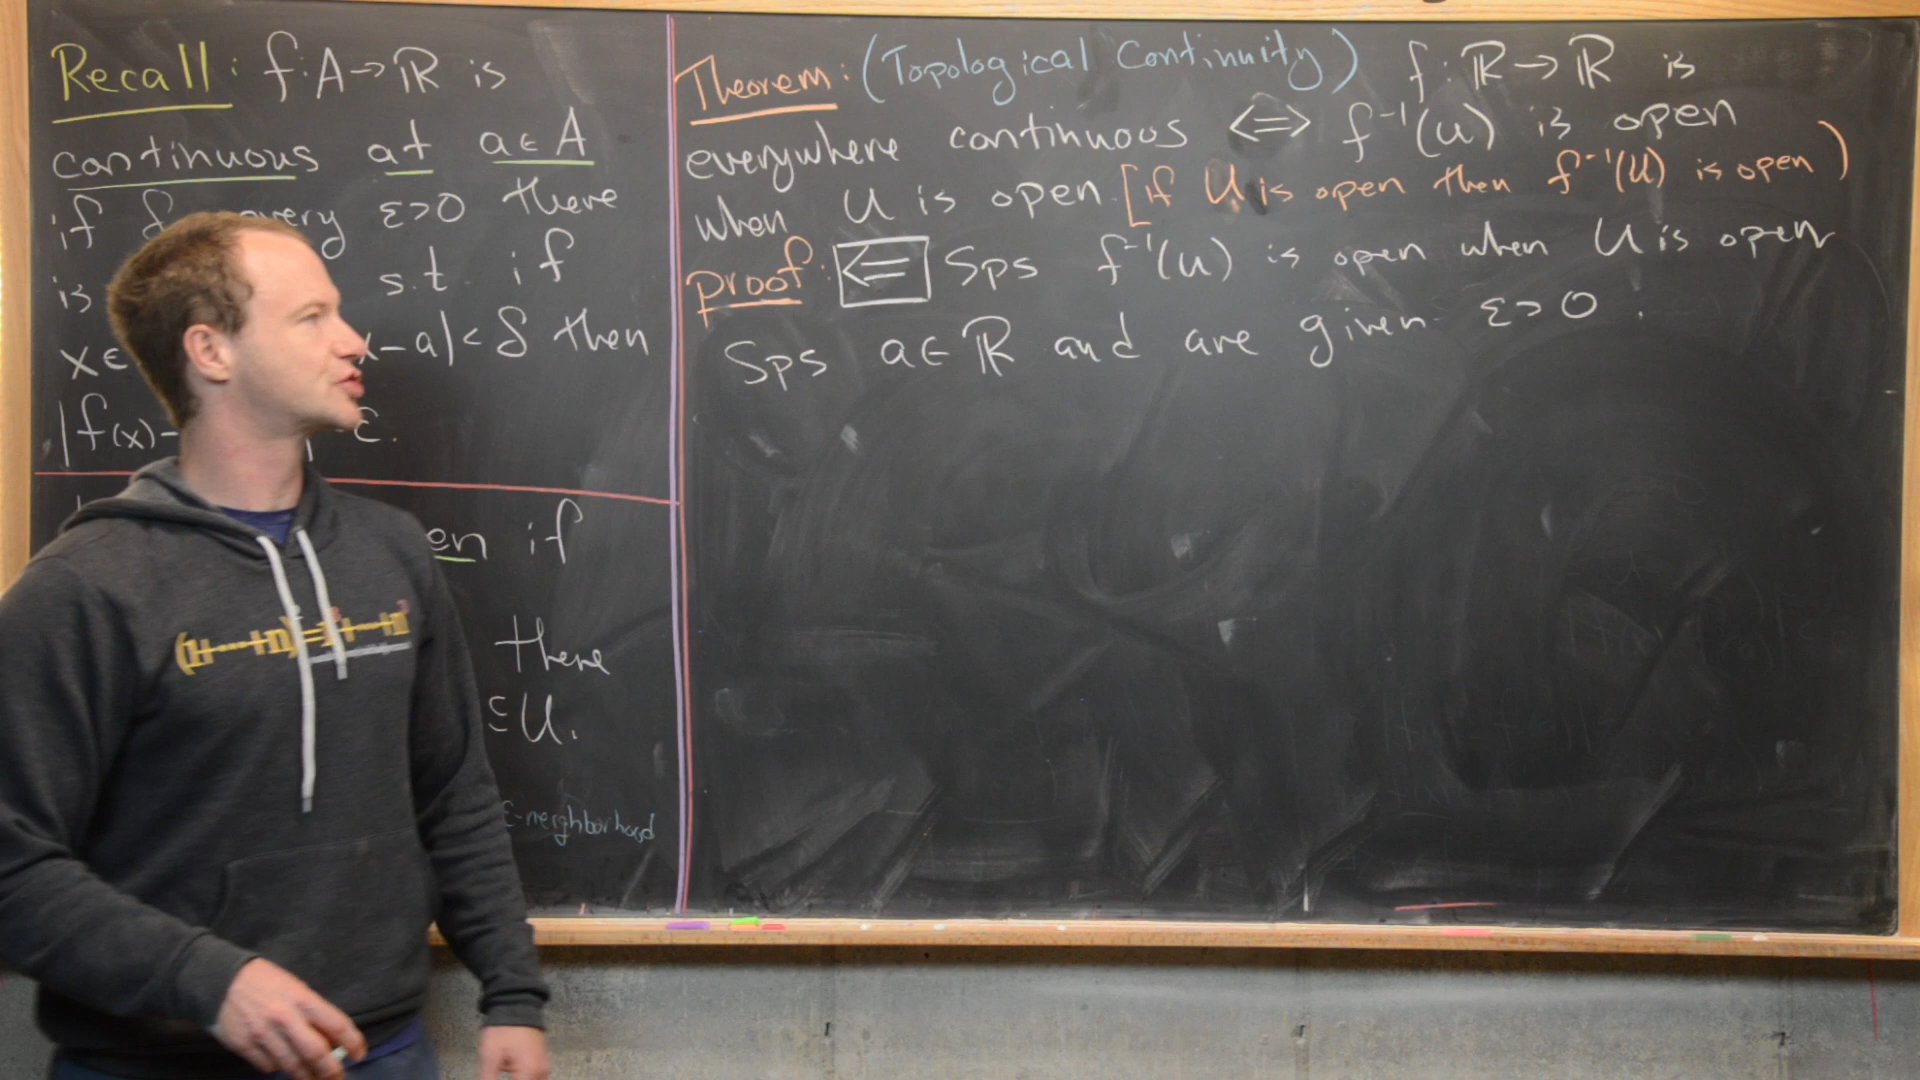 Recall: f: A → ℝ is
continuous at a ∈ A
if every ε>0 there
is s.t. if
x ∈ x-a|<δ then
|f(x)- ε.
en if
there
⊆U.
ε-neighborhood
Theorem: (Topological Continuity) f: ℝ → ℝ is
everywhere continuous ⟺ f⁻¹(U) is open
when U is open. [if U is open then f⁻¹(U) is open)
proof: ⟸ Sps f⁻¹(U) is open when U is open
Sps a ∈ ℝ and are given ε>0.